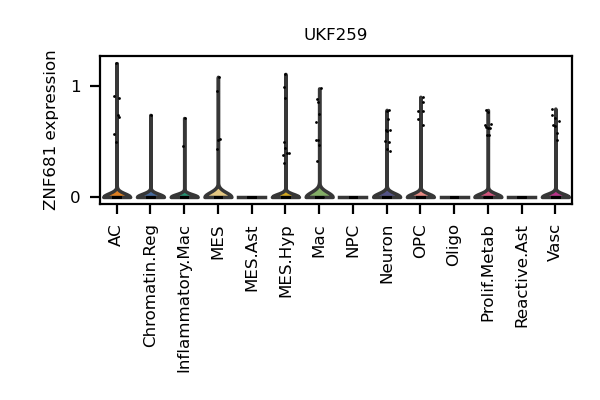 UKF259
ZNF681 expression
1
0
AC
Chromatin.Reg
Inflammatory.Mac
MES
MES.Ast
MES.Hyp
Mac
NPC
Neuron
OPC
Oligo
Prolif.Metab
Reactive.Ast
Vasc